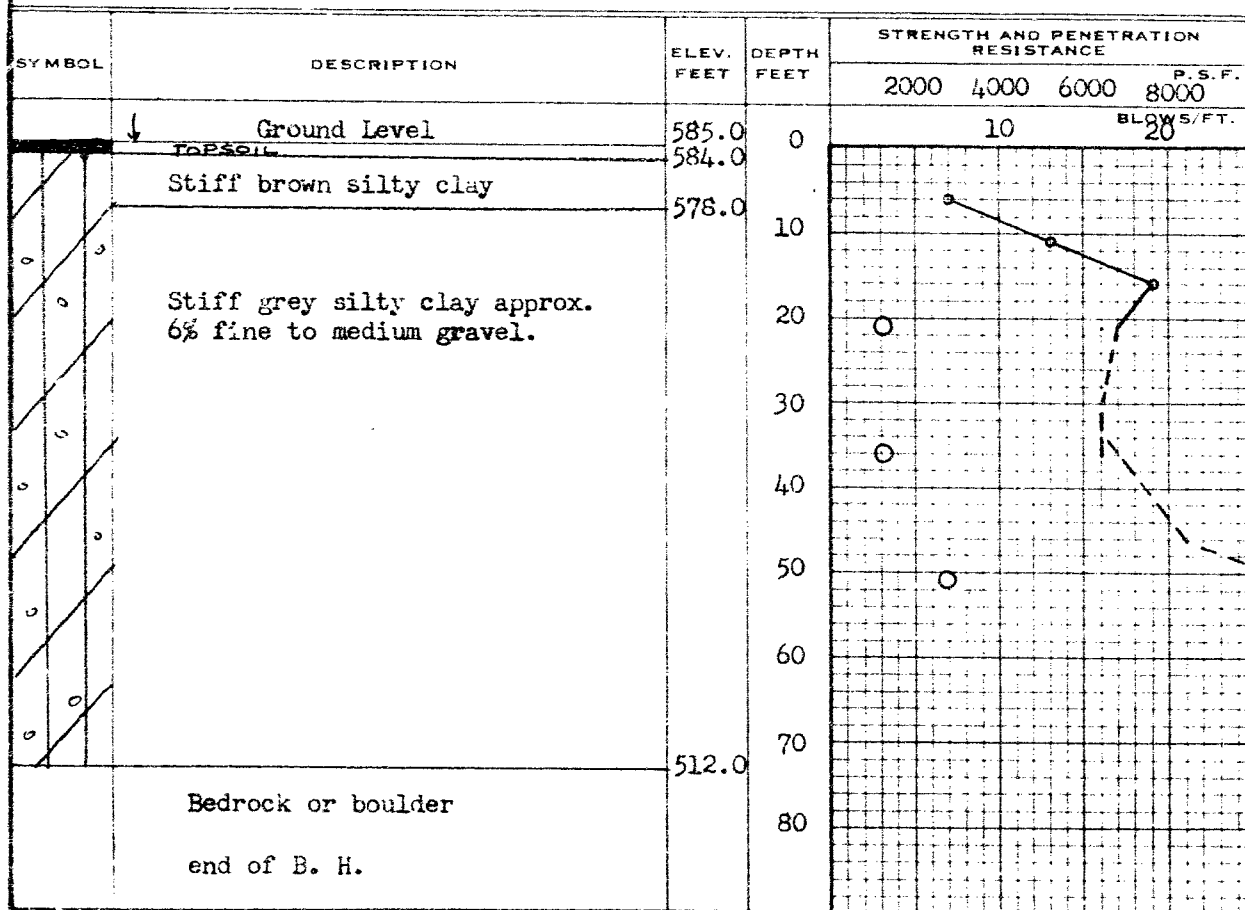 SYMBOL
DESCRIPTION
ELEV. FEET
DEPTH FEET
STRENGTH AND PENETRATION RESISTANCE
P.S.F.
2000 4000 6000 8000
BLOWS/FT.
10 20
Ground Level 585.0 0
TOPSOIL 584.0
Stiff brown silty clay
578.0
10
Stiff grey silty clay approx.
6% fine to medium gravel.
20
30
40
50
60
70
512.0
Bedrock or boulder
80
end of B. H.